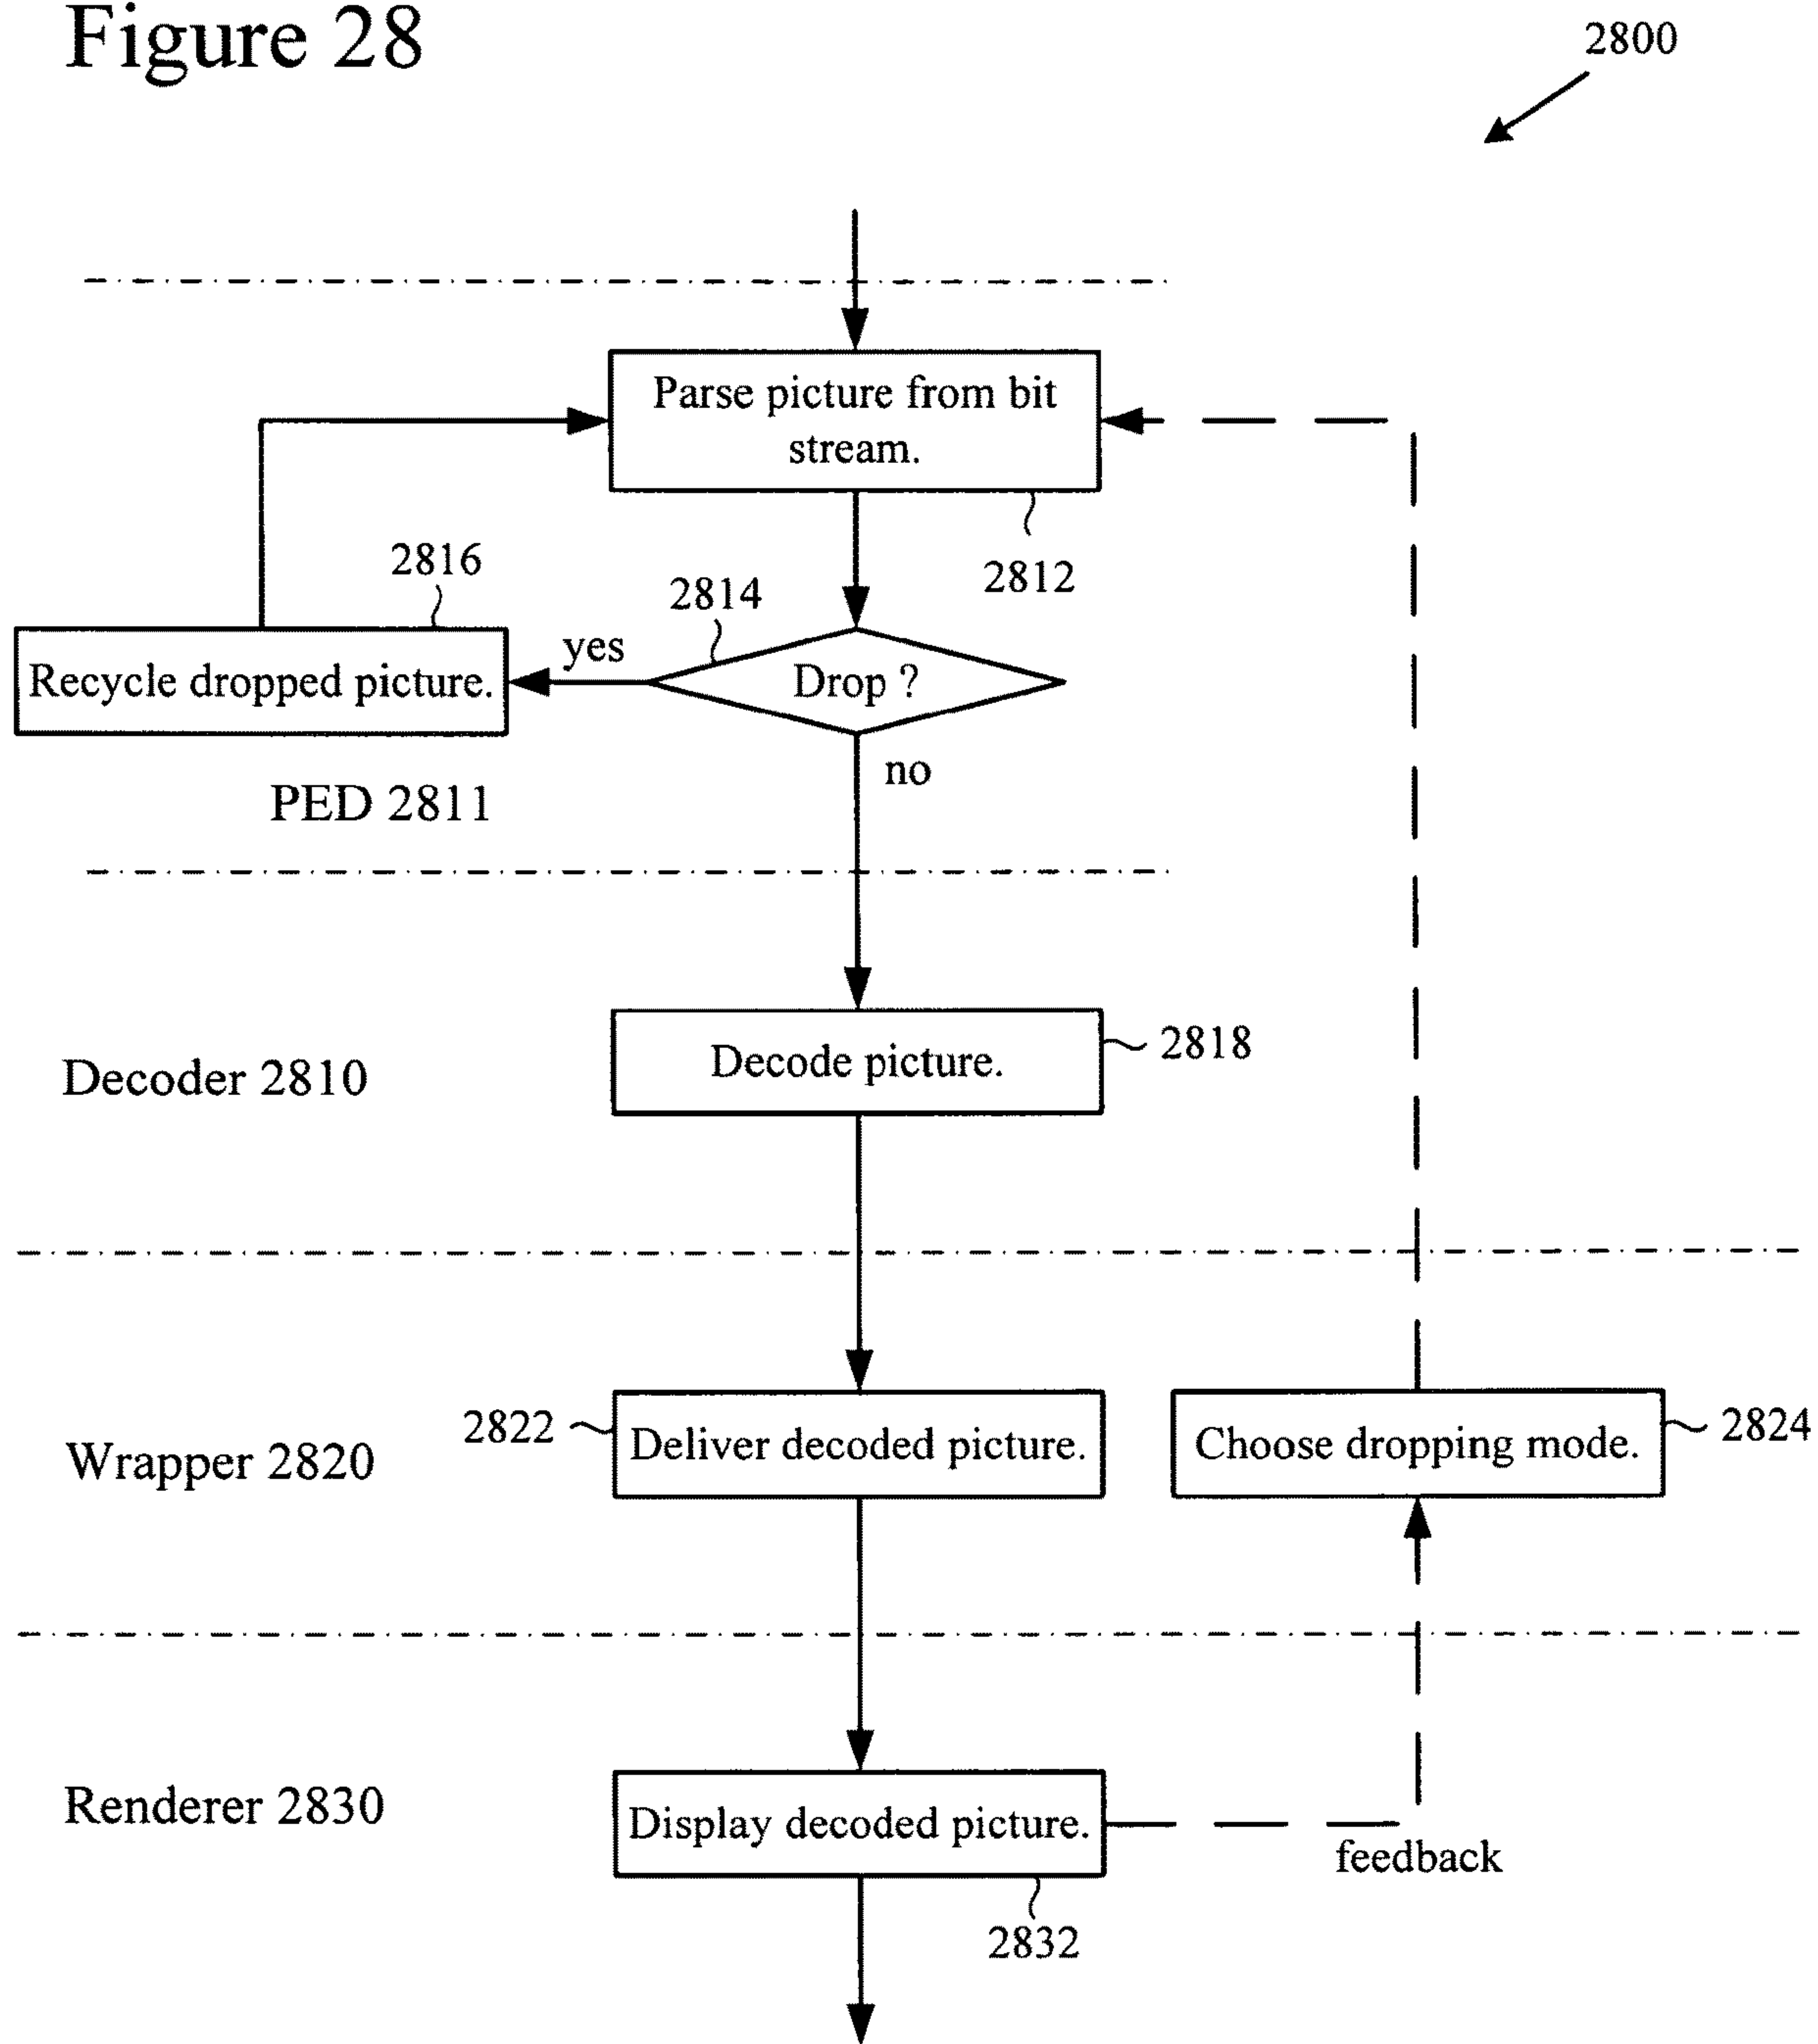 Figure 28
2800
Parse picture from bit
stream.
2812
2816
2814
yes
Recycle dropped picture.
Drop ?
no
PED 2811
Decode picture.
2818
Decoder 2810
2822
Deliver decoded picture.
Choose dropping mode.
2824
Wrapper 2820
Renderer 2830
Display decoded picture.
feedback
2832